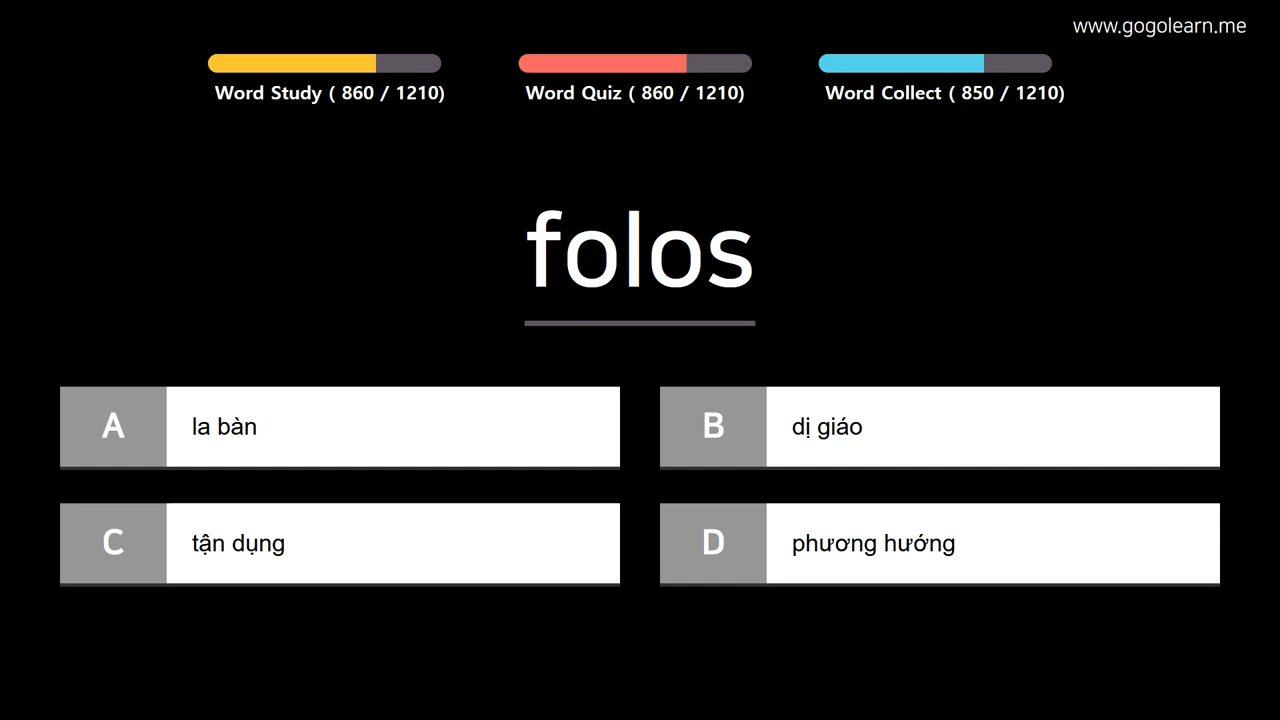 www.gogolearn.me
Word Study ( 860 / 1210)
Word Quiz ( 860 / 1210)
Word Collect ( 850 / 1210)
folos
A
la bàn
B
dị giáo
C
tận dụng
D
phương hướng